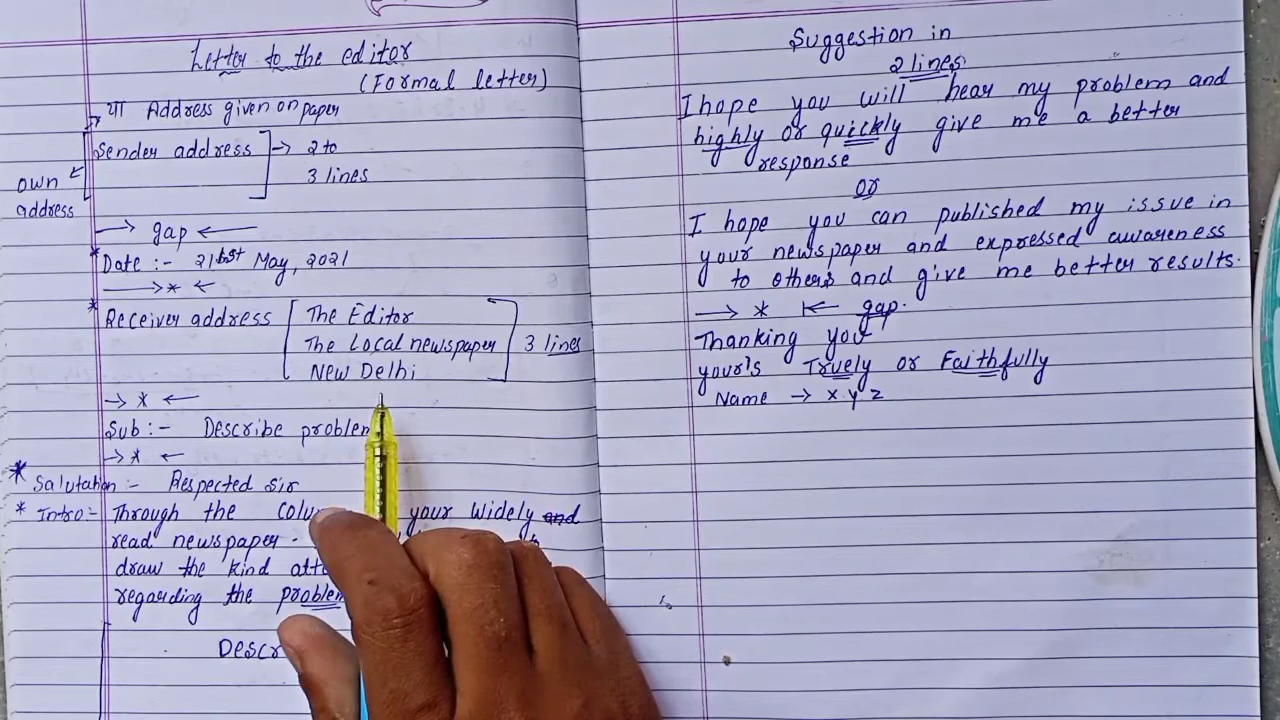 Letter to the editor
(Formal letter)
या Address given on paper
Sender address → 2 to
3 lines
own
address
→ gap ←
* Date :- 21st May, 2021
→ * ←
* Receiver address [ The Editor
The Local newspaper ] 3 lines
New Delhi
→ * ←
Sub :- Describe problem
→ * ←
* Salutation :- Respected Sir
* Intro :- Through the your widely and
read newspaper.
draw the kind
regarding the
Suggestion in
2 lines.
I hope you will hear my problem and
highly or quickly give me a better
response
or
I hope you can published my issue in
your newspaper and expressed awareness
to others and give me better results.
→ * ← gap.
Thanking you
your's Truely or Faithfully
Name → x y z